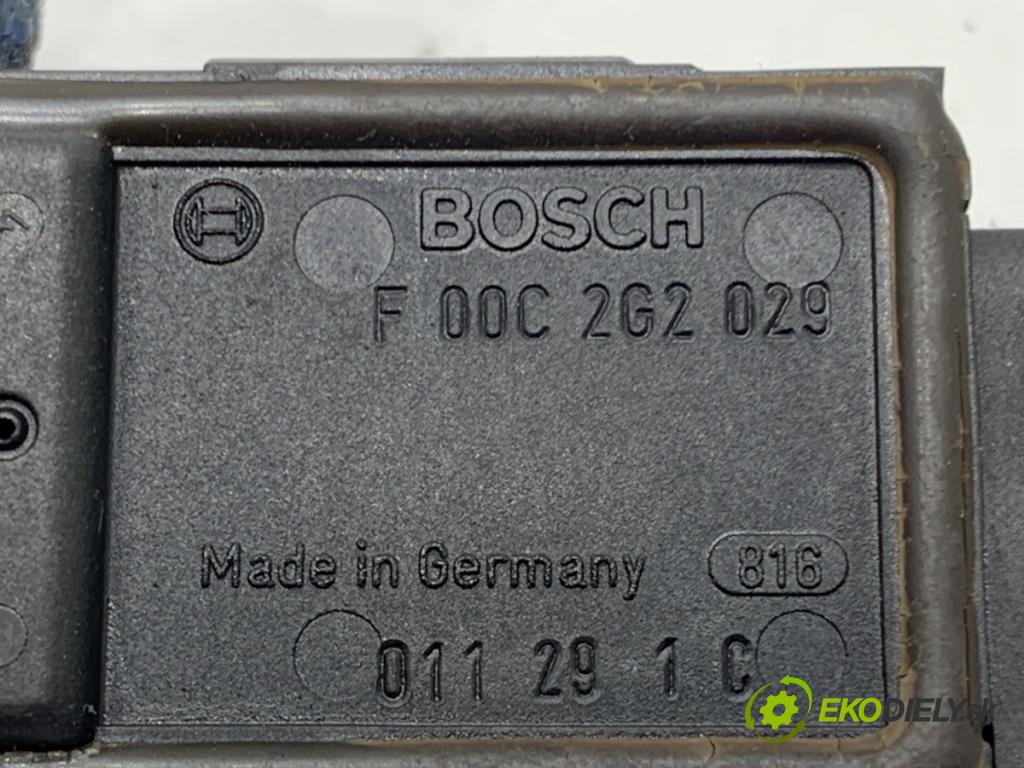 BOSCH
F 00C 2G2 029
Made in Germany 816
011 29 1 C
EKODIELY.sk